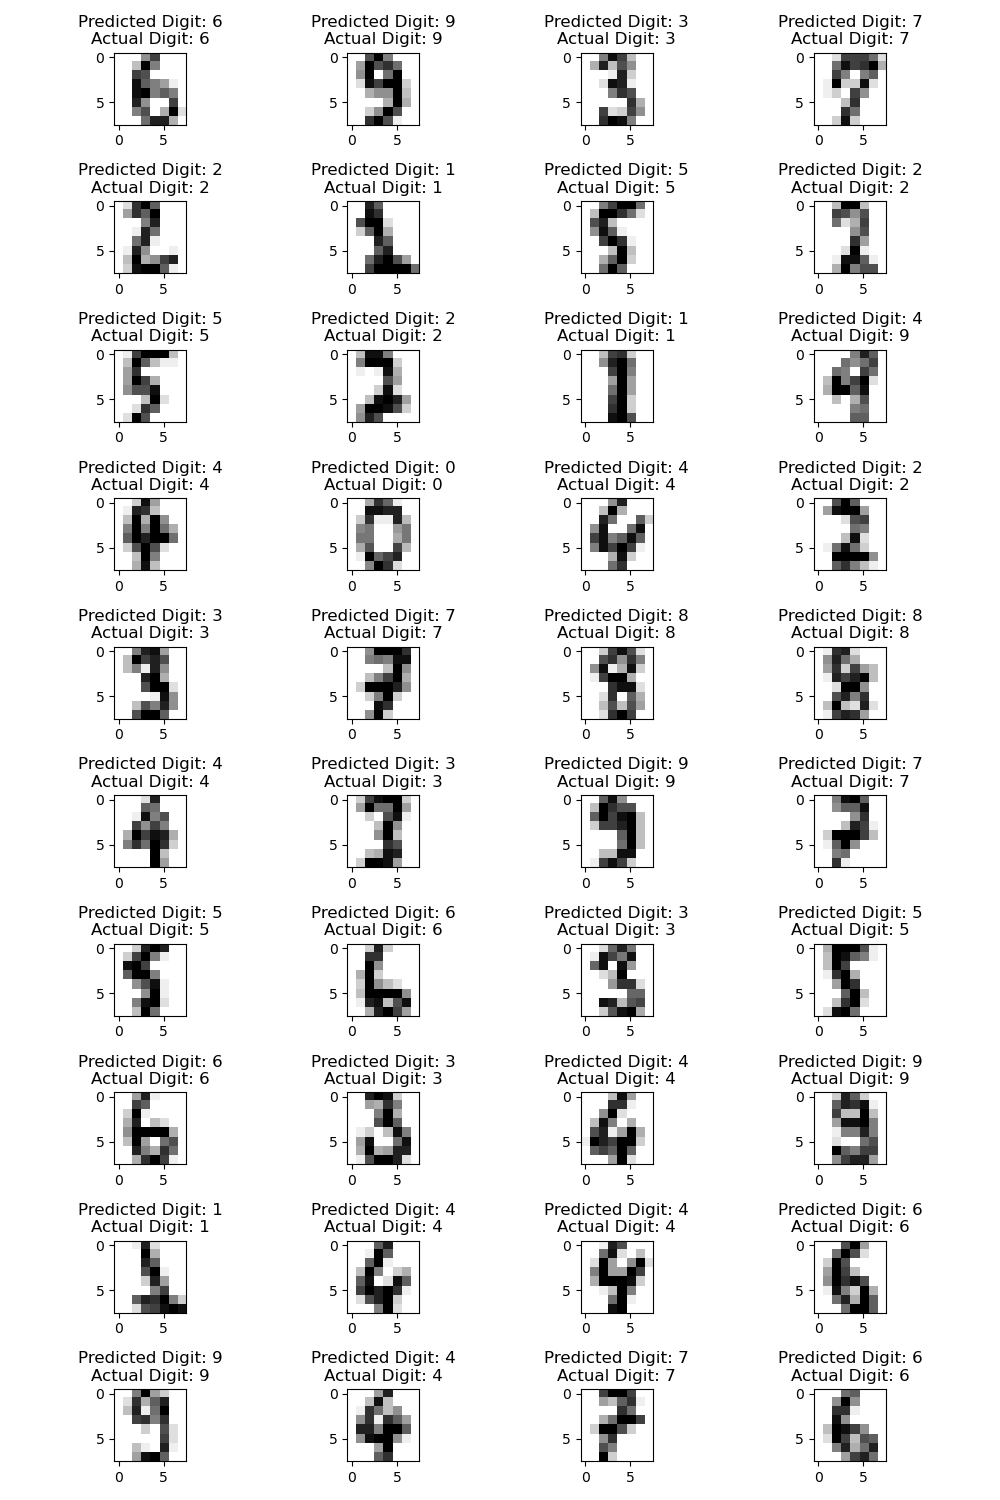 Predicted Digit: 6
Actual Digit: 6
Predicted Digit: 9
Actual Digit: 9
Predicted Digit: 3
Actual Digit: 3
Predicted Digit: 7
Actual Digit: 7
0
5
0 5
0
5
0 5
0
5
0 5
0
5
0 5
Predicted Digit: 2
Actual Digit: 2
Predicted Digit: 1
Actual Digit: 1
Predicted Digit: 5
Actual Digit: 5
Predicted Digit: 2
Actual Digit: 2
0
5
0 5
0
5
0 5
0
5
0 5
0
5
0 5
Predicted Digit: 5
Actual Digit: 5
Predicted Digit: 2
Actual Digit: 2
Predicted Digit: 1
Actual Digit: 1
Predicted Digit: 4
Actual Digit: 9
0
5
0 5
0
5
0 5
0
5
0 5
0
5
0 5
Predicted Digit: 4
Actual Digit: 4
Predicted Digit: 0
Actual Digit: 0
Predicted Digit: 4
Actual Digit: 4
Predicted Digit: 2
Actual Digit: 2
0
5
0 5
0
5
0 5
0
5
0 5
0
5
0 5
Predicted Digit: 3
Actual Digit: 3
Predicted Digit: 7
Actual Digit: 7
Predicted Digit: 8
Actual Digit: 8
Predicted Digit: 8
Actual Digit: 8
0
5
0 5
0
5
0 5
0
5
0 5
0
5
0 5
Predicted Digit: 4
Actual Digit: 4
Predicted Digit: 3
Actual Digit: 3
Predicted Digit: 9
Actual Digit: 9
Predicted Digit: 7
Actual Digit: 7
0
5
0 5
0
5
0 5
0
5
0 5
0
5
0 5
Predicted Digit: 5
Actual Digit: 5
Predicted Digit: 6
Actual Digit: 6
Predicted Digit: 3
Actual Digit: 3
Predicted Digit: 5
Actual Digit: 5
0
5
0 5
0
5
0 5
0
5
0 5
0
5
0 5
Predicted Digit: 6
Actual Digit: 6
Predicted Digit: 3
Actual Digit: 3
Predicted Digit: 4
Actual Digit: 4
Predicted Digit: 9
Actual Digit: 9
0
5
0 5
0
5
0 5
0
5
0 5
0
5
0 5
Predicted Digit: 1
Actual Digit: 1
Predicted Digit: 4
Actual Digit: 4
Predicted Digit: 4
Actual Digit: 4
Predicted Digit: 6
Actual Digit: 6
0
5
0 5
0
5
0 5
0
5
0 5
0
5
0 5
Predicted Digit: 9
Actual Digit: 9
Predicted Digit: 4
Actual Digit: 4
Predicted Digit: 7
Actual Digit: 7
Predicted Digit: 6
Actual Digit: 6
0
5
0 5
0
5
0 5
0
5
0 5
0
5
0 5